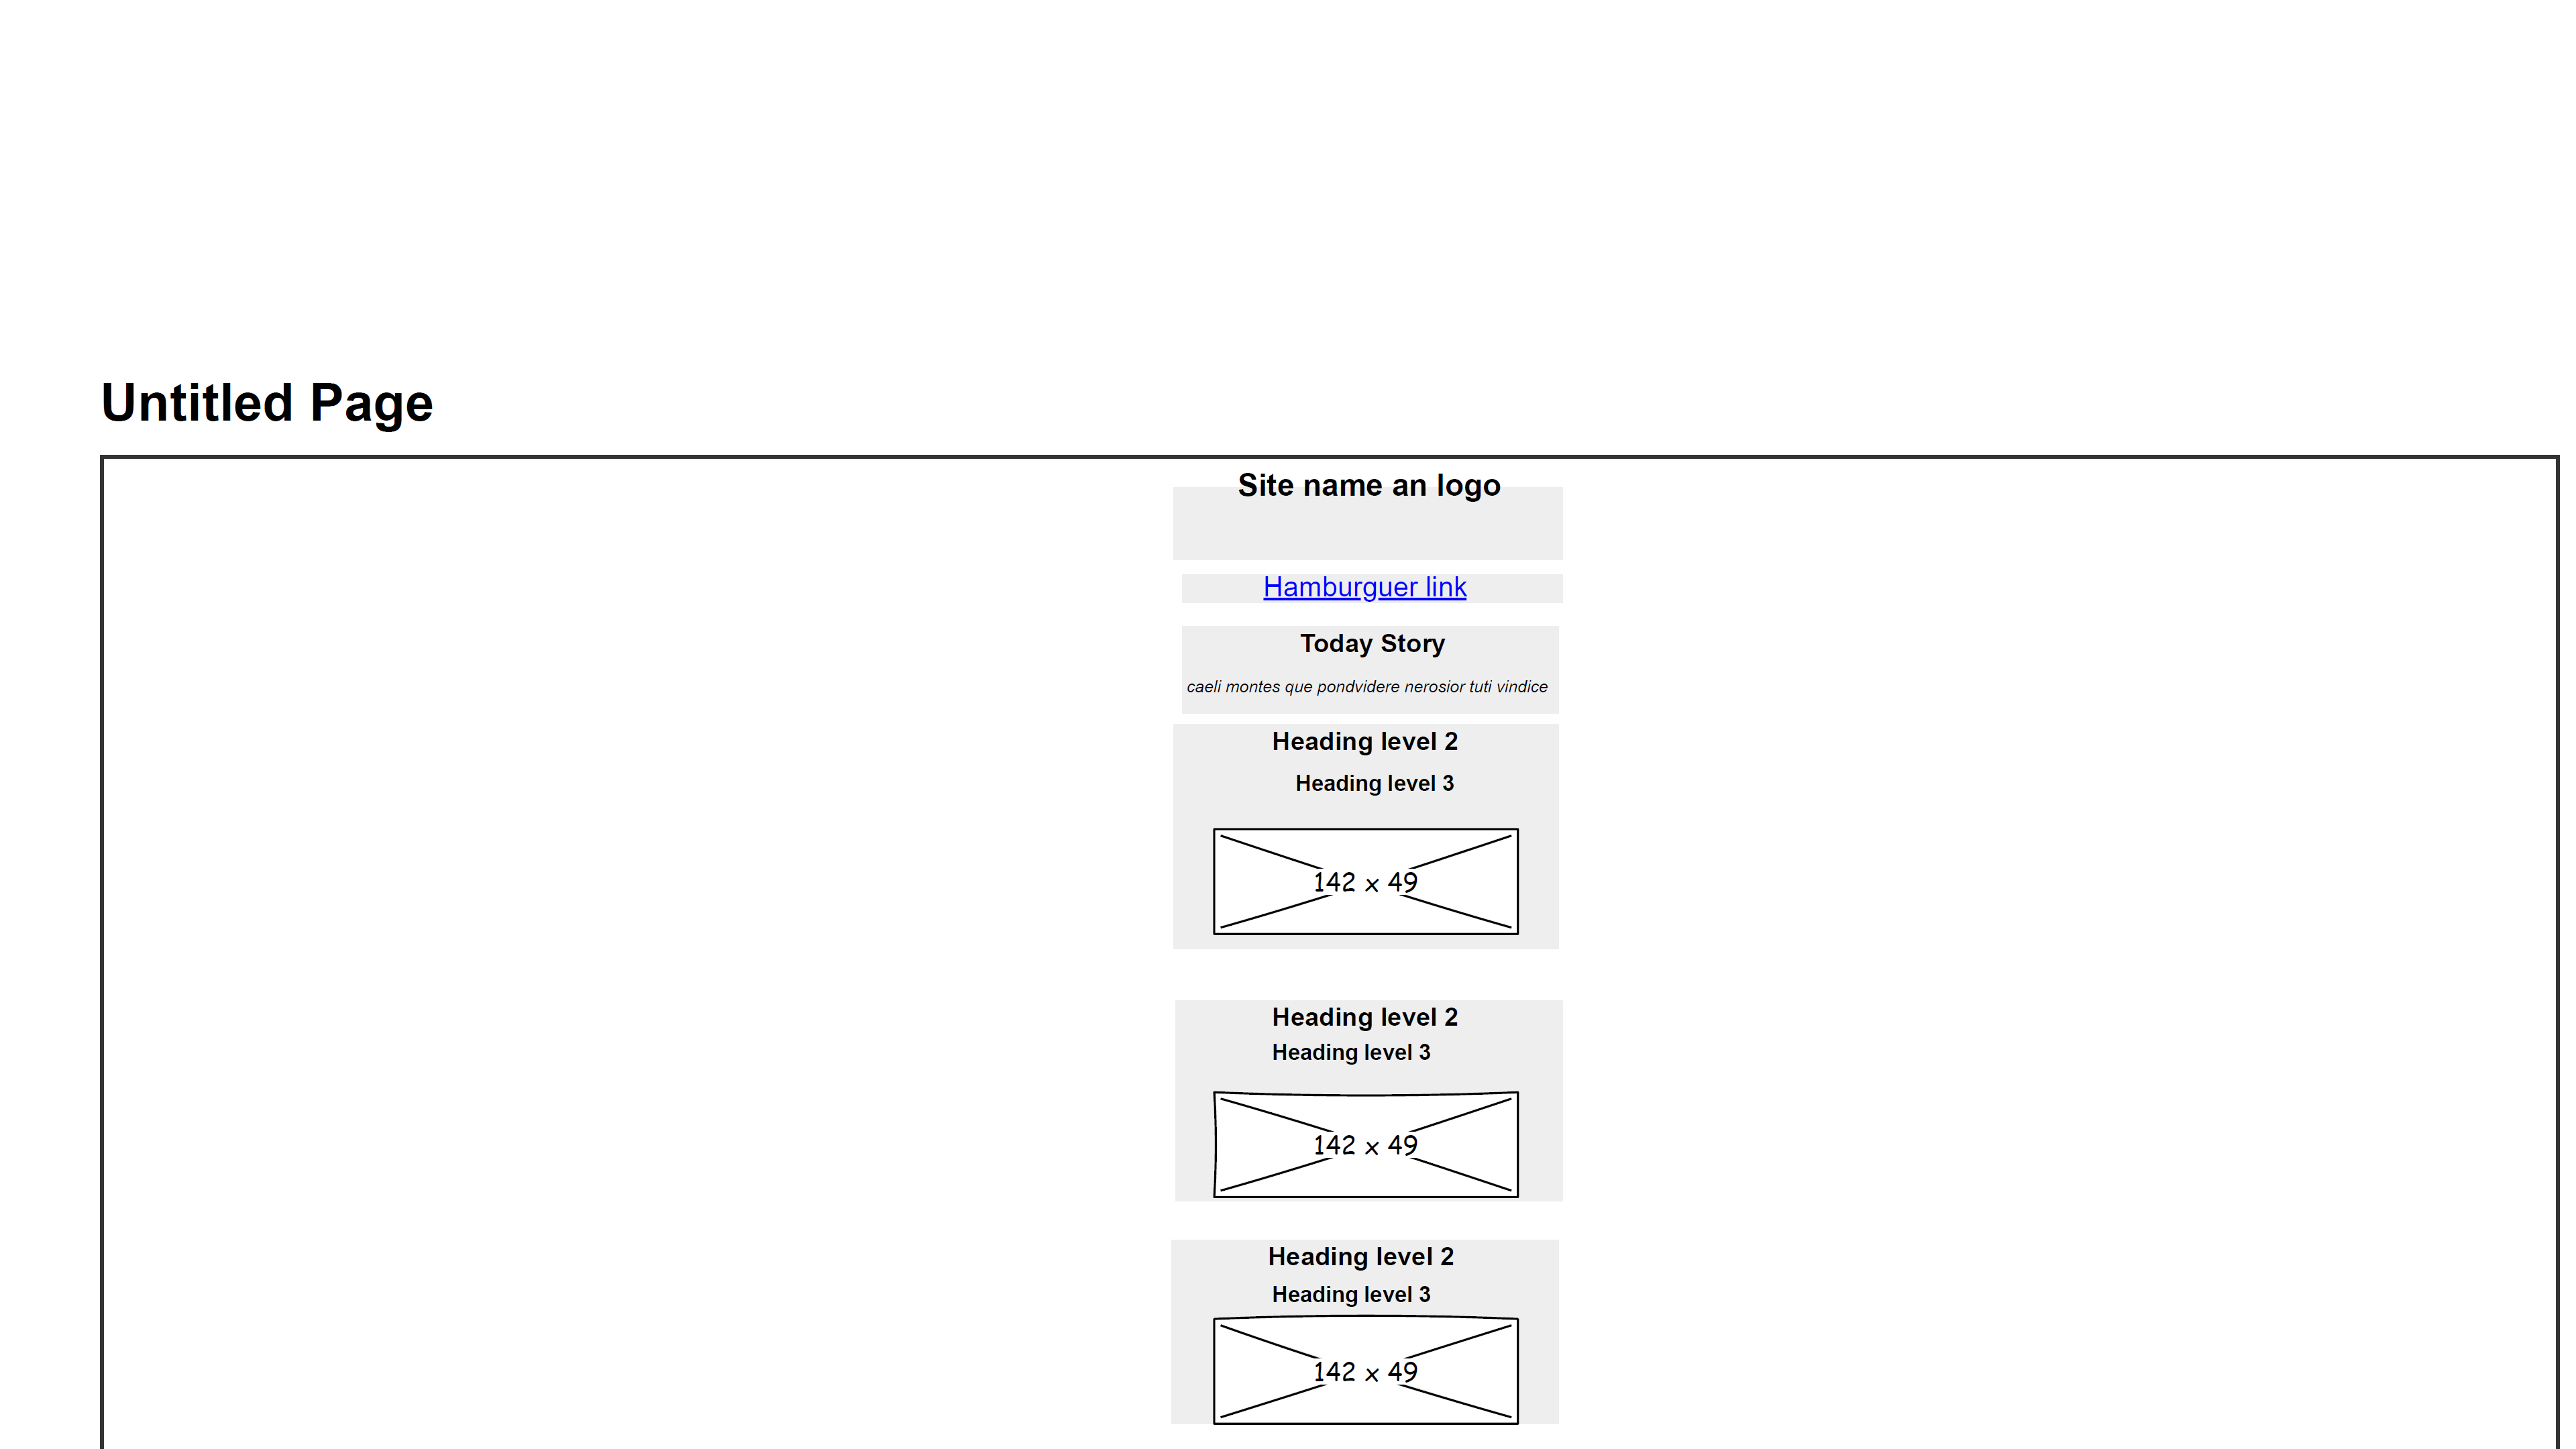 Untitled Page
Site name an logo
Hamburguer link
Today Story
caeli montes que pondvidere nerosior tuti vindice
Heading level 2
Heading level 3
142 x 49
Heading level 2
Heading level 3
142 x 49
Heading level 2
Heading level 3
142 x 49